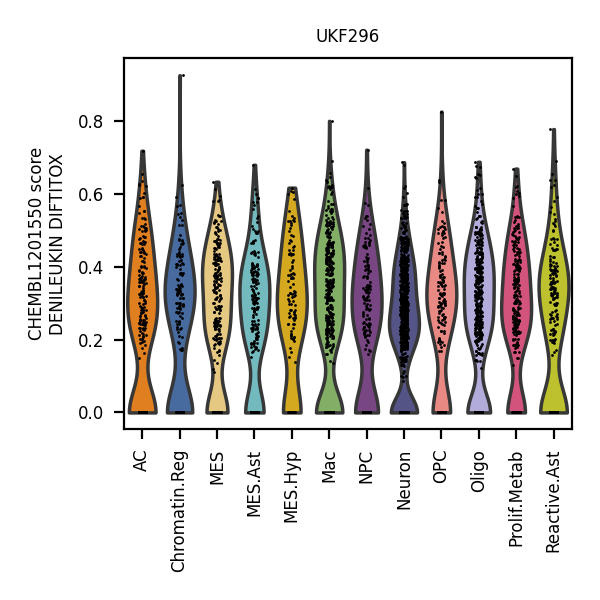 UKF296
CHEMBL1201550 score
DENILEUKIN DIFTITOX
0.8
0.6
0.4
0.2
0.0
AC
Chromatin.Reg
MES
MES.Ast
MES.Hyp
Mac
NPC
Neuron
OPC
Oligo
Prolif.Metab
Reactive.Ast